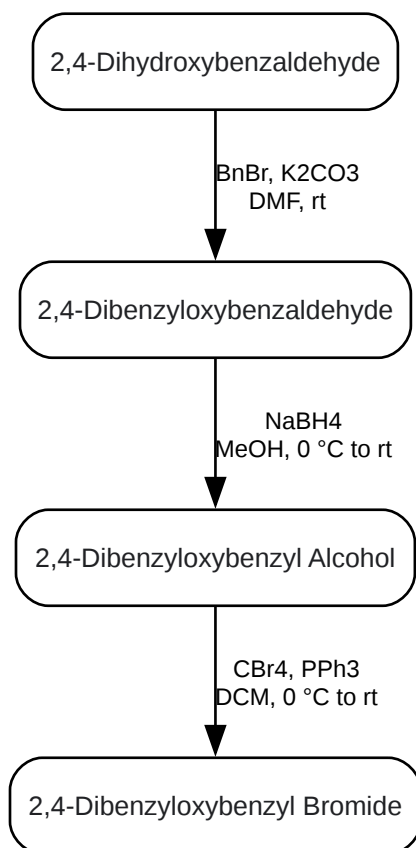 2,4-Dihydroxybenzaldehyde
BnBr, K2CO3
DMF, rt
2,4-Dibenzyloxybenzaldehyde
NaBH4
MeOH, 0 °C to rt
2,4-Dibenzyloxybenzyl Alcohol
CBr4, PPh3
DCM, 0 °C to rt
2,4-Dibenzyloxybenzyl Bromide